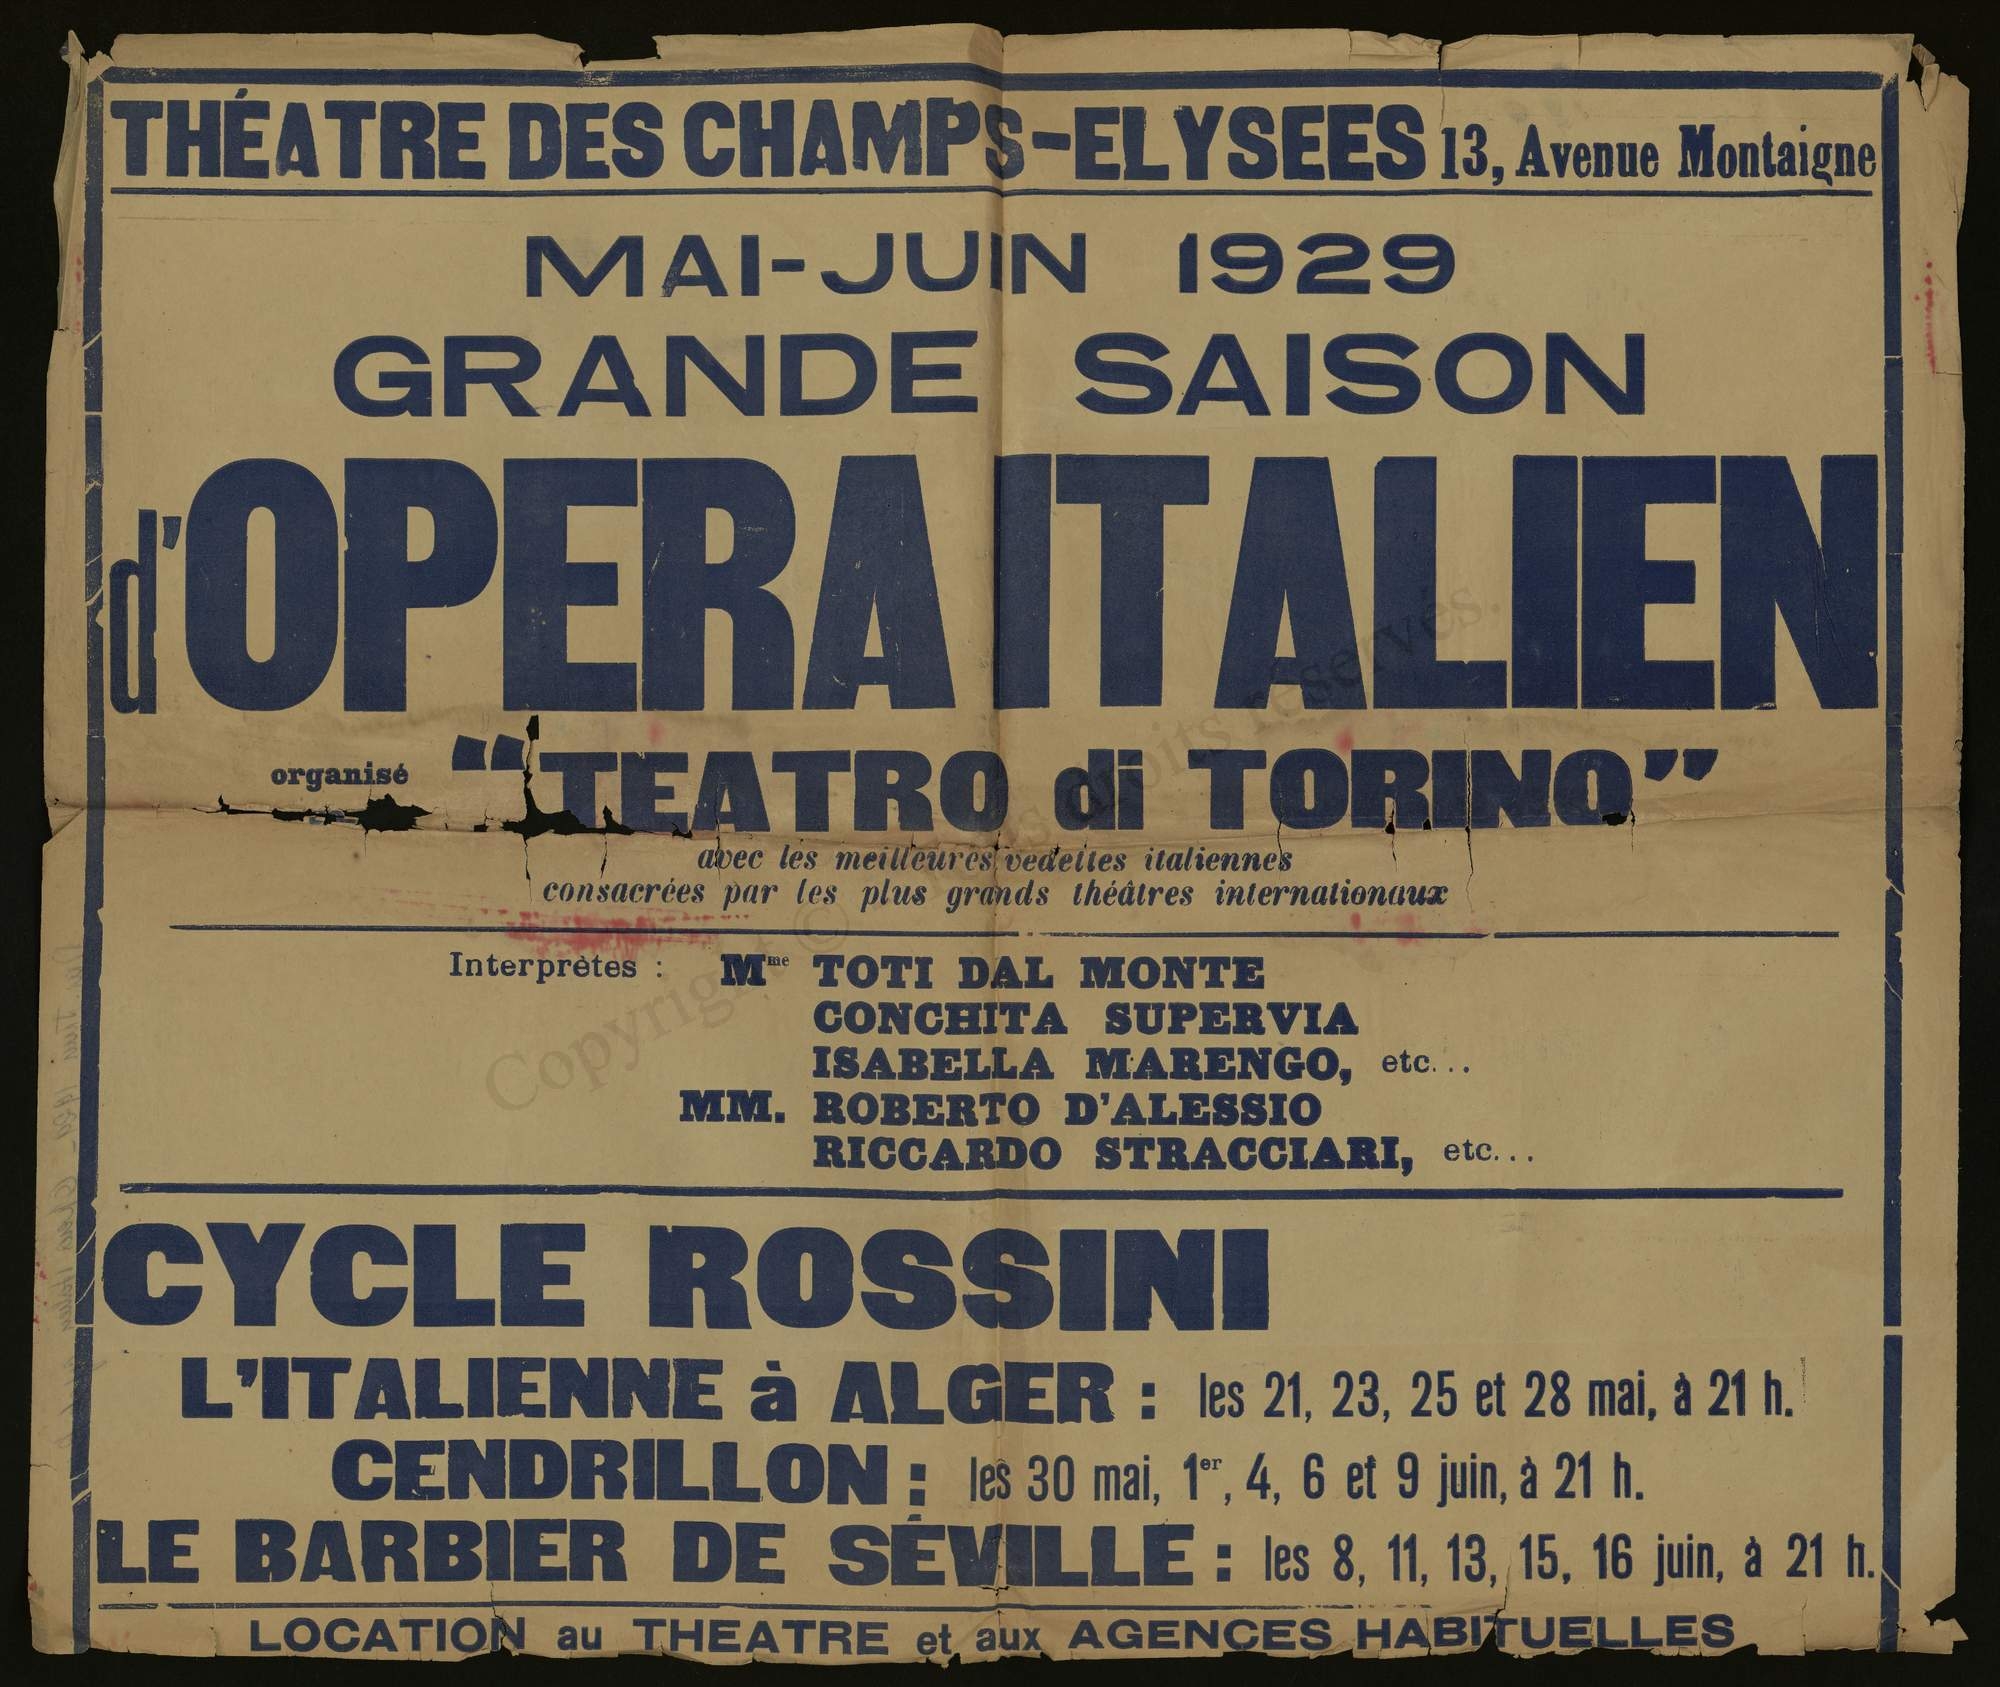 THÉATRE DES CHAMPS-ELYSEES 13, Avenue Montaigne
MAI-JUIN 1929
GRANDE SAISON
d'OPERA ITALIEN
organisé "TEATRO di TORINO"
avec les meilleures vedettes italiennes
consacrées par les plus grands théâtres internationaux
Interprètes : Mme TOTI DAL MONTE
CONCHITA SUPERVIA
ISABELLA MARENGO, etc...
MM. ROBERTO D'ALESSIO
RICCARDO STRACCIARI, etc...
CYCLE ROSSINI
L'ITALIENNE à ALGER : les 21, 23, 25 et 28 mai, à 21 h.
CENDRILLON : les 30 mai, 1er, 4, 6 et 9 juin, à 21 h.
LE BARBIER DE SÉVILLE : les 8, 11, 13, 15, 16 juin, à 21 h.
LOCATION au THEATRE et aux AGENCES HABITUELLES
Copyright © Tous droits réservés.